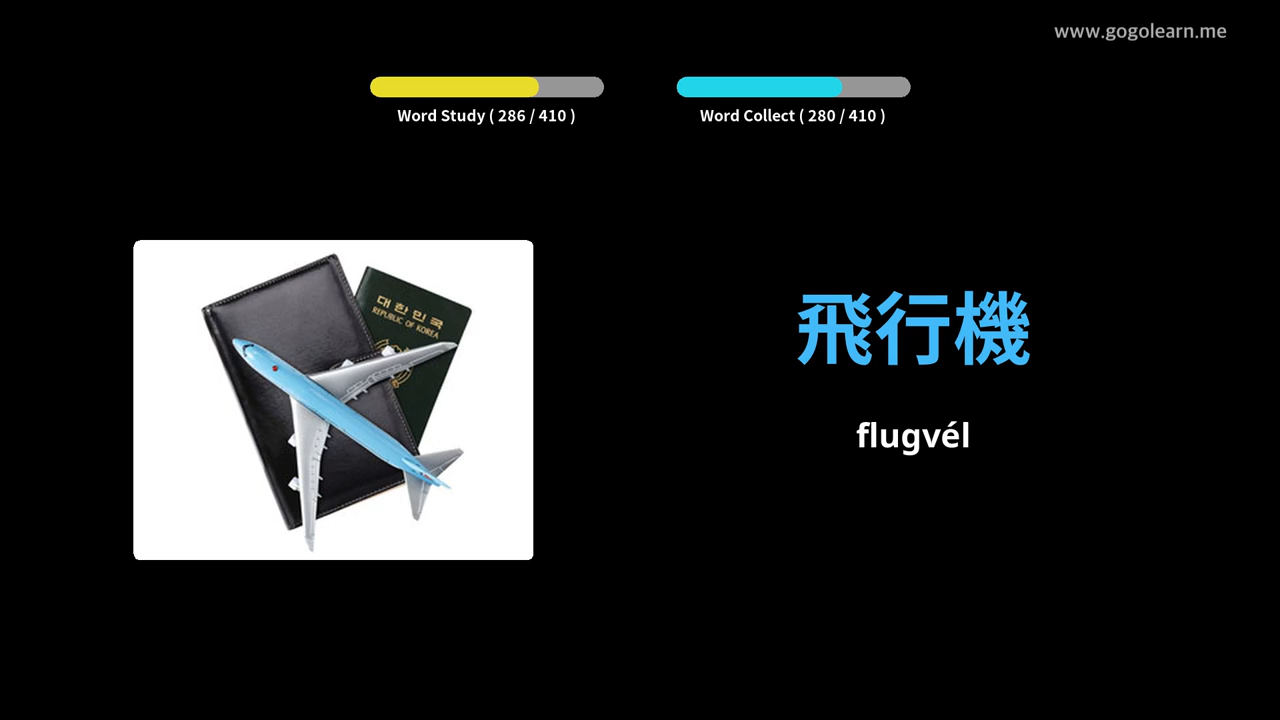 www.gogolearn.me
Word Study ( 286 / 410 )
Word Collect ( 280 / 410 )
대한민국
REPUBLIC OF KOREA
飛行機
flugvél